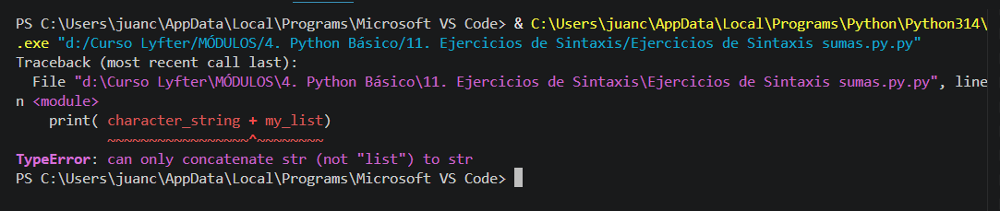 PS C:\Users\juanc\AppData\Local\Programs\Microsoft VS Code> & C:\Users\juanc\AppData\Local\Programs\Python\Python314\
.exe "d:/Curso Lyfter/MÓDULOS/4. Python Básico/11. Ejercicios de Sintaxis/Ejercicios de Sintaxis sumas.py.py"
Traceback (most recent call last):
  File "d:\Curso Lyfter\MÓDULOS\4. Python Básico\11. Ejercicios de Sintaxis\Ejercicios de Sintaxis sumas.py.py", line
n <module>
    print( character_string + my_list)
           ~~~~~~~~~~~~~~~~~^~~~~~~~~
TypeError: can only concatenate str (not "list") to str
PS C:\Users\juanc\AppData\Local\Programs\Microsoft VS Code>